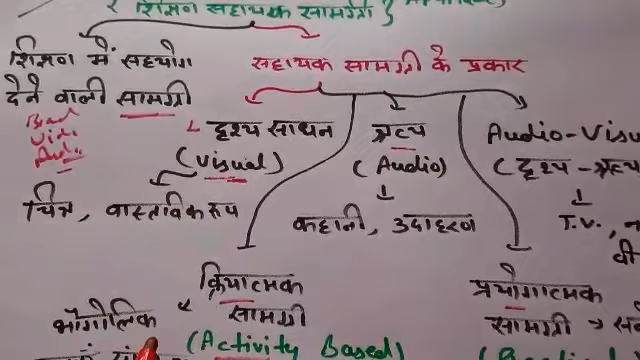 शिक्षण सहायक सामग्री
शिक्षण में सहयोग
देने वाली सामग्री
सहायक सामग्री के प्रकार
दृश्य साधन
(Visual)
चित्र, वास्तविक रूप
श्रव्य
(Audio)
कहानी, उदाहरण
Audio-Visu
(दृश्य-श्रव्य
T.V.,
क्रियात्मक
सामग्री
(Activity Based)
भौगोलिक
प्रयोगात्मक
सामग्री